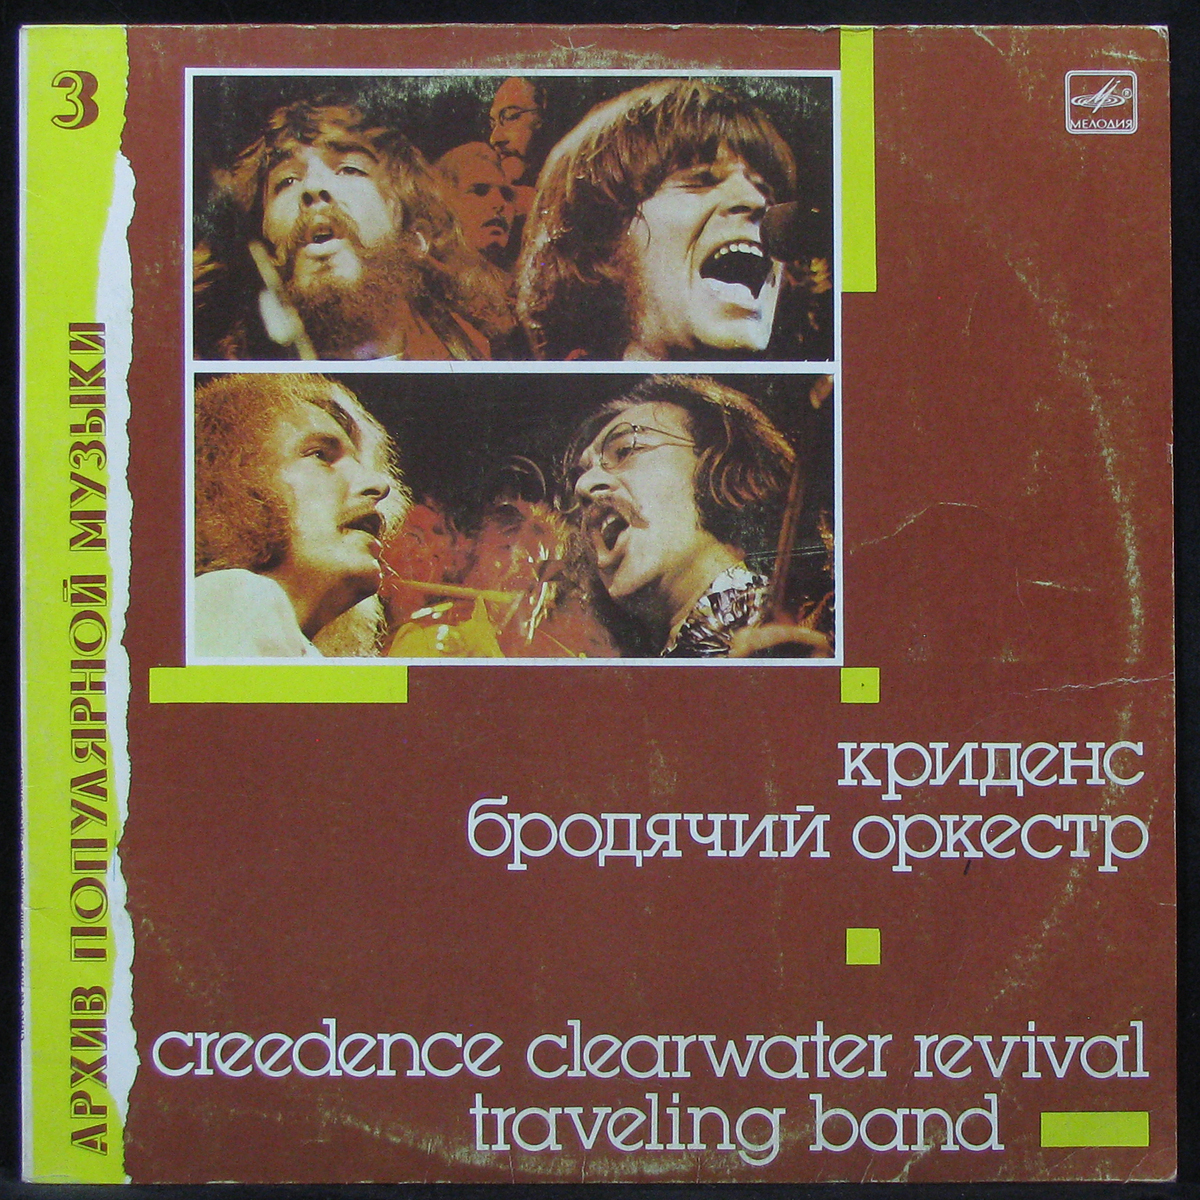 3
АРХИВ ПОПУЛЯРНОЙ МУЗЫКИ
МЕЛОДИЯ
®
криденс
бродячий оркестр
creedence clearwater revival
traveling band